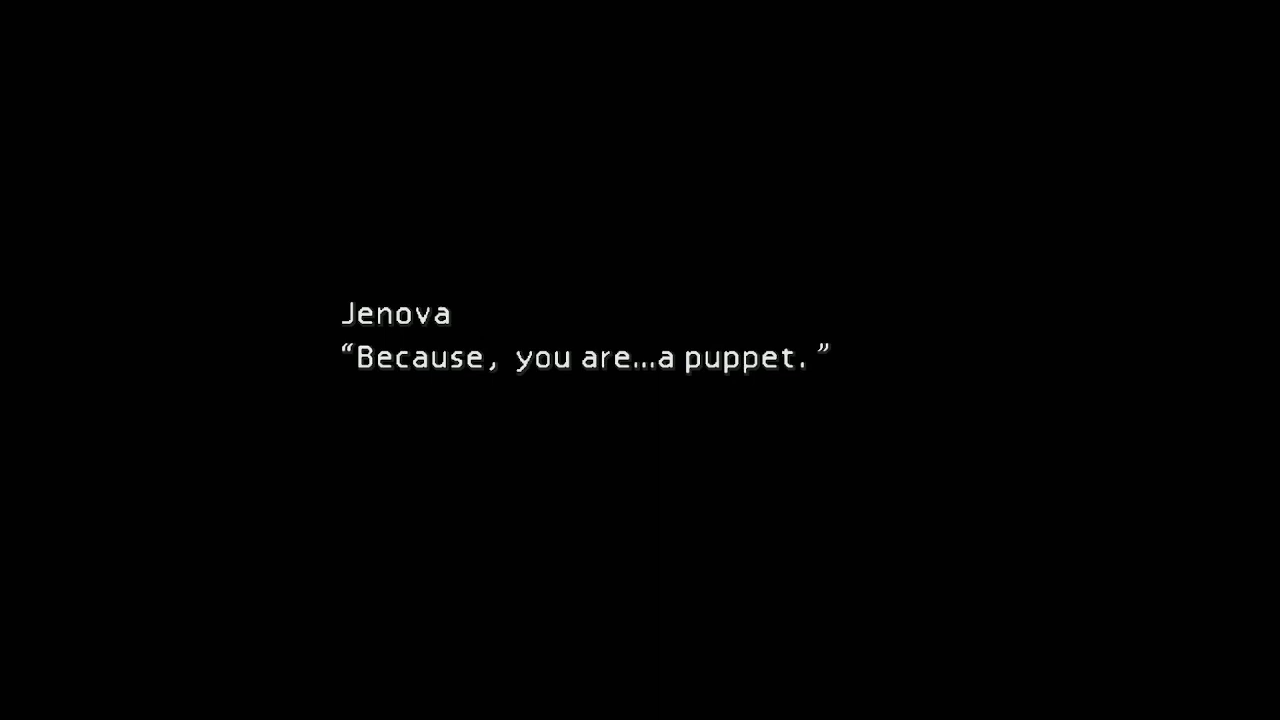 Jenova
“Because, you are...a puppet. ”